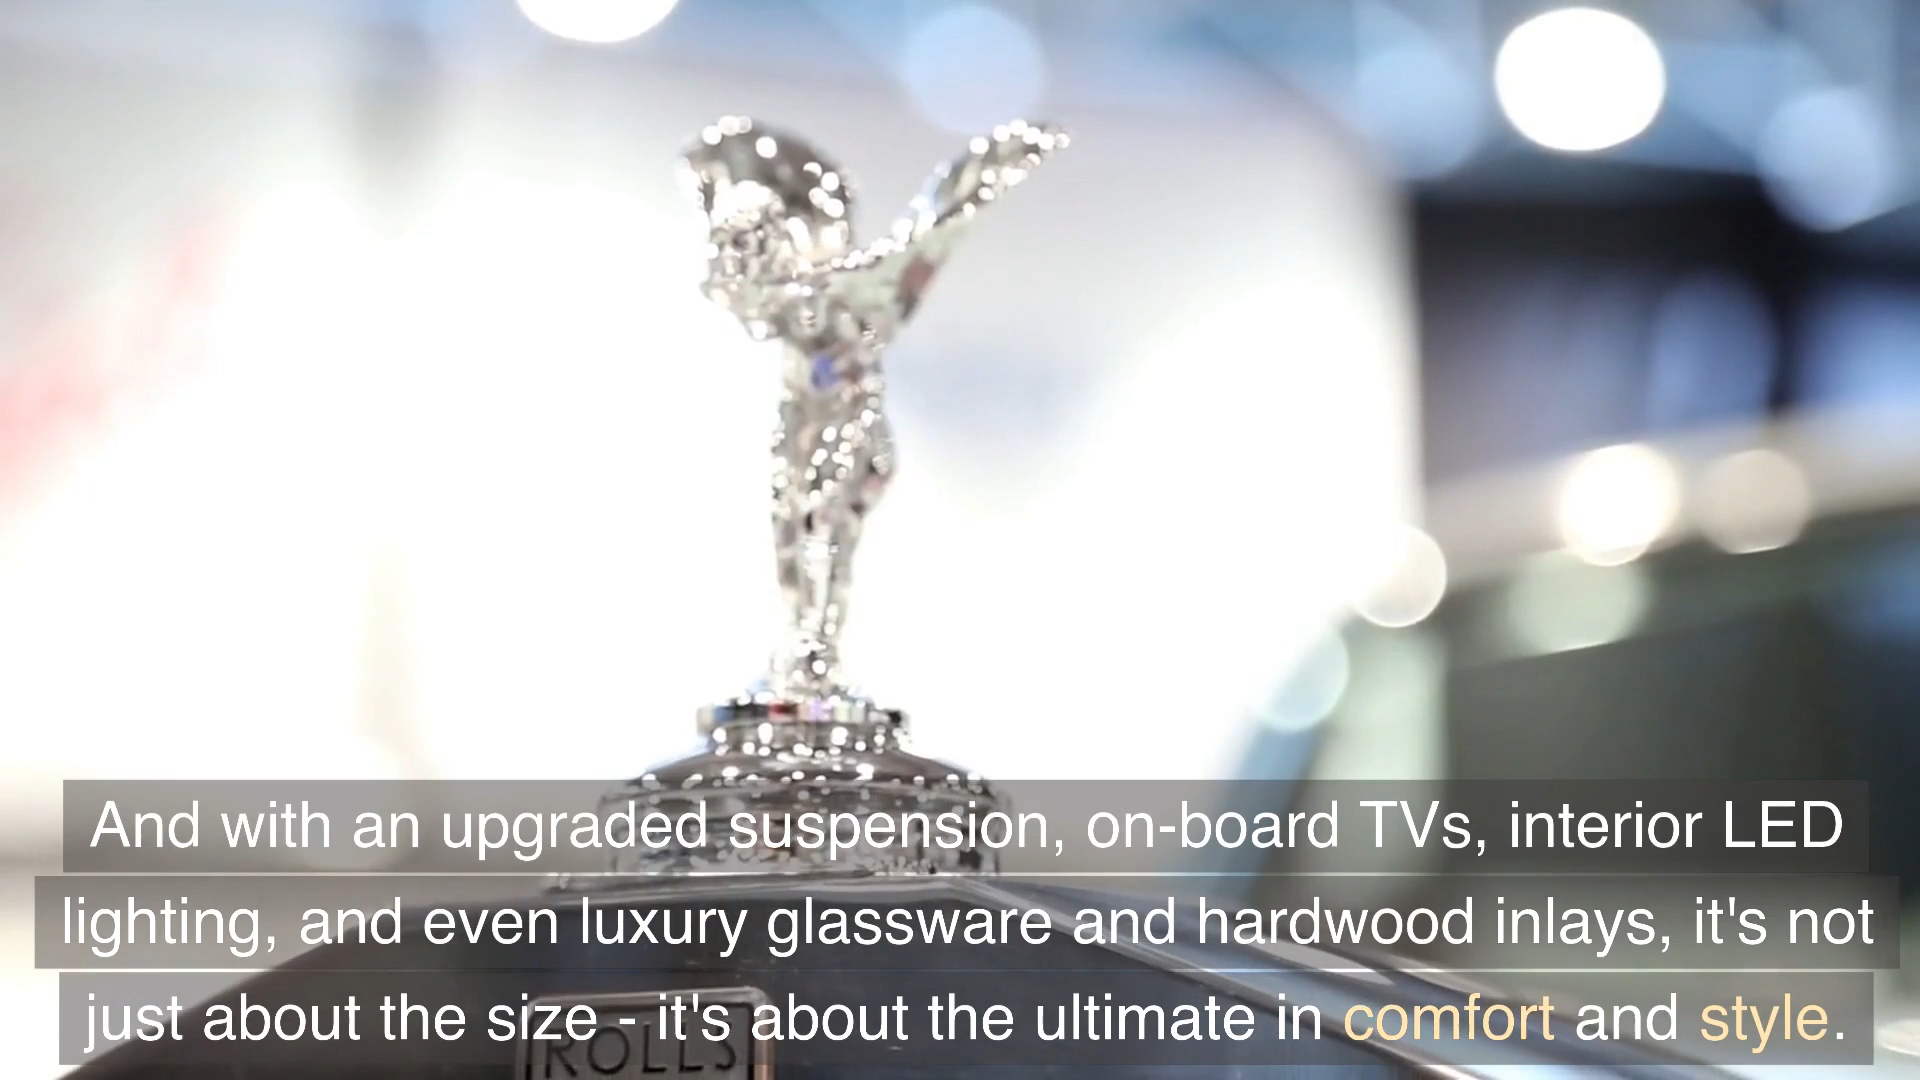 And with an upgraded suspension, on-board TVs, interior LED
lighting, and even luxury glassware and hardwood inlays, it's not
just about the size - it's about the ultimate in comfort and style.
ROLLS